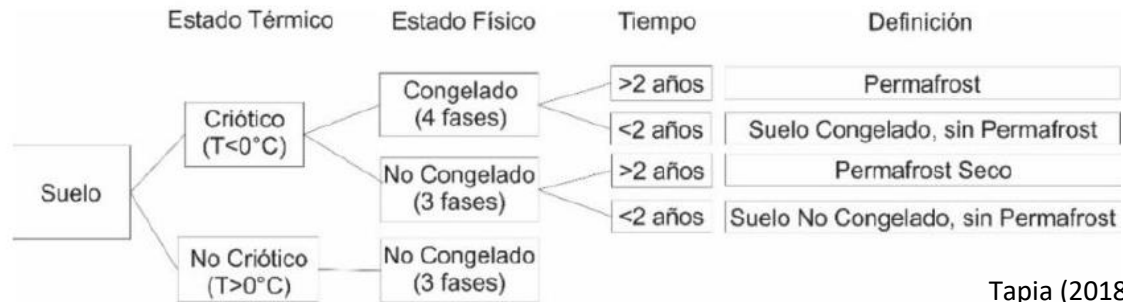 Estado Térmico Estado Físico Tiempo Definición
Congelado
(4 fases)
>2 años Permafrost
Criótico
(T<0°C)
<2 años Suelo Congelado, sin Permafrost
Suelo
No Congelado
(3 fases)
>2 años Permafrost Seco
<2 años Suelo No Congelado, sin Permafrost
No Criótico
(T>0°C)
No Congelado
(3 fases)
Tapia (2018